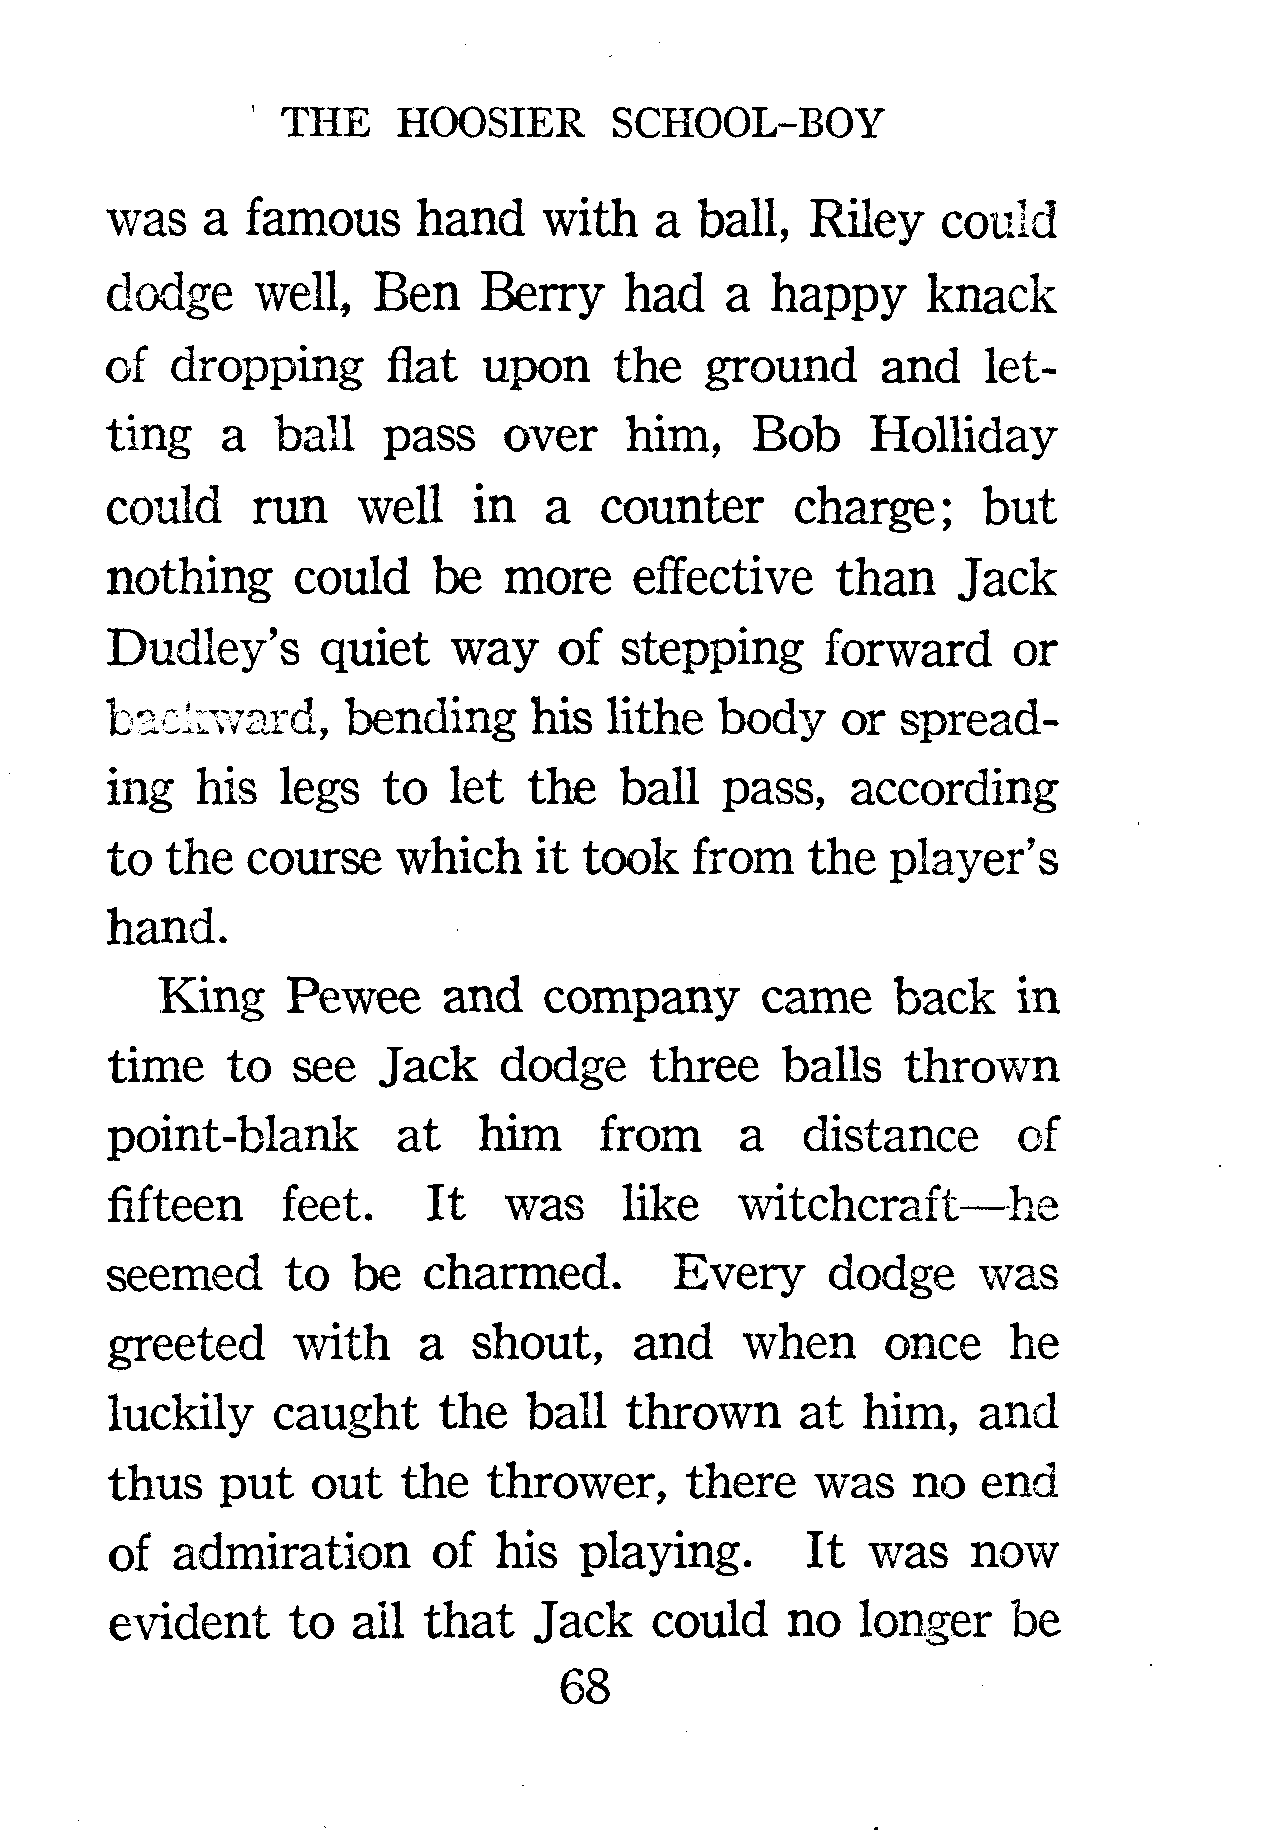 THE HOOSIER SCHOOL-BOY
was a famous hand with a ball, Riley could
dodge well, Ben Berry had a happy knack
of dropping flat upon the ground and let-
ting a ball pass over him, Bob Holliday
could run well in a counter charge; but
nothing could be more effective than Jack
Dudley's quiet way of stepping forward or
backward, bending his lithe body or spread-
ing his legs to let the ball pass, according
to the course which it took from the player's
hand.
King Pewee and company came back in
time to see Jack dodge three balls thrown
point-blank at him from a distance of
fifteen feet. It was like witchcraft—he
seemed to be charmed. Every dodge was
greeted with a shout, and when once he
luckily caught the ball thrown at him, and
thus put out the thrower, there was no end
of admiration of his playing. It was now
evident to all that Jack could no longer be
68